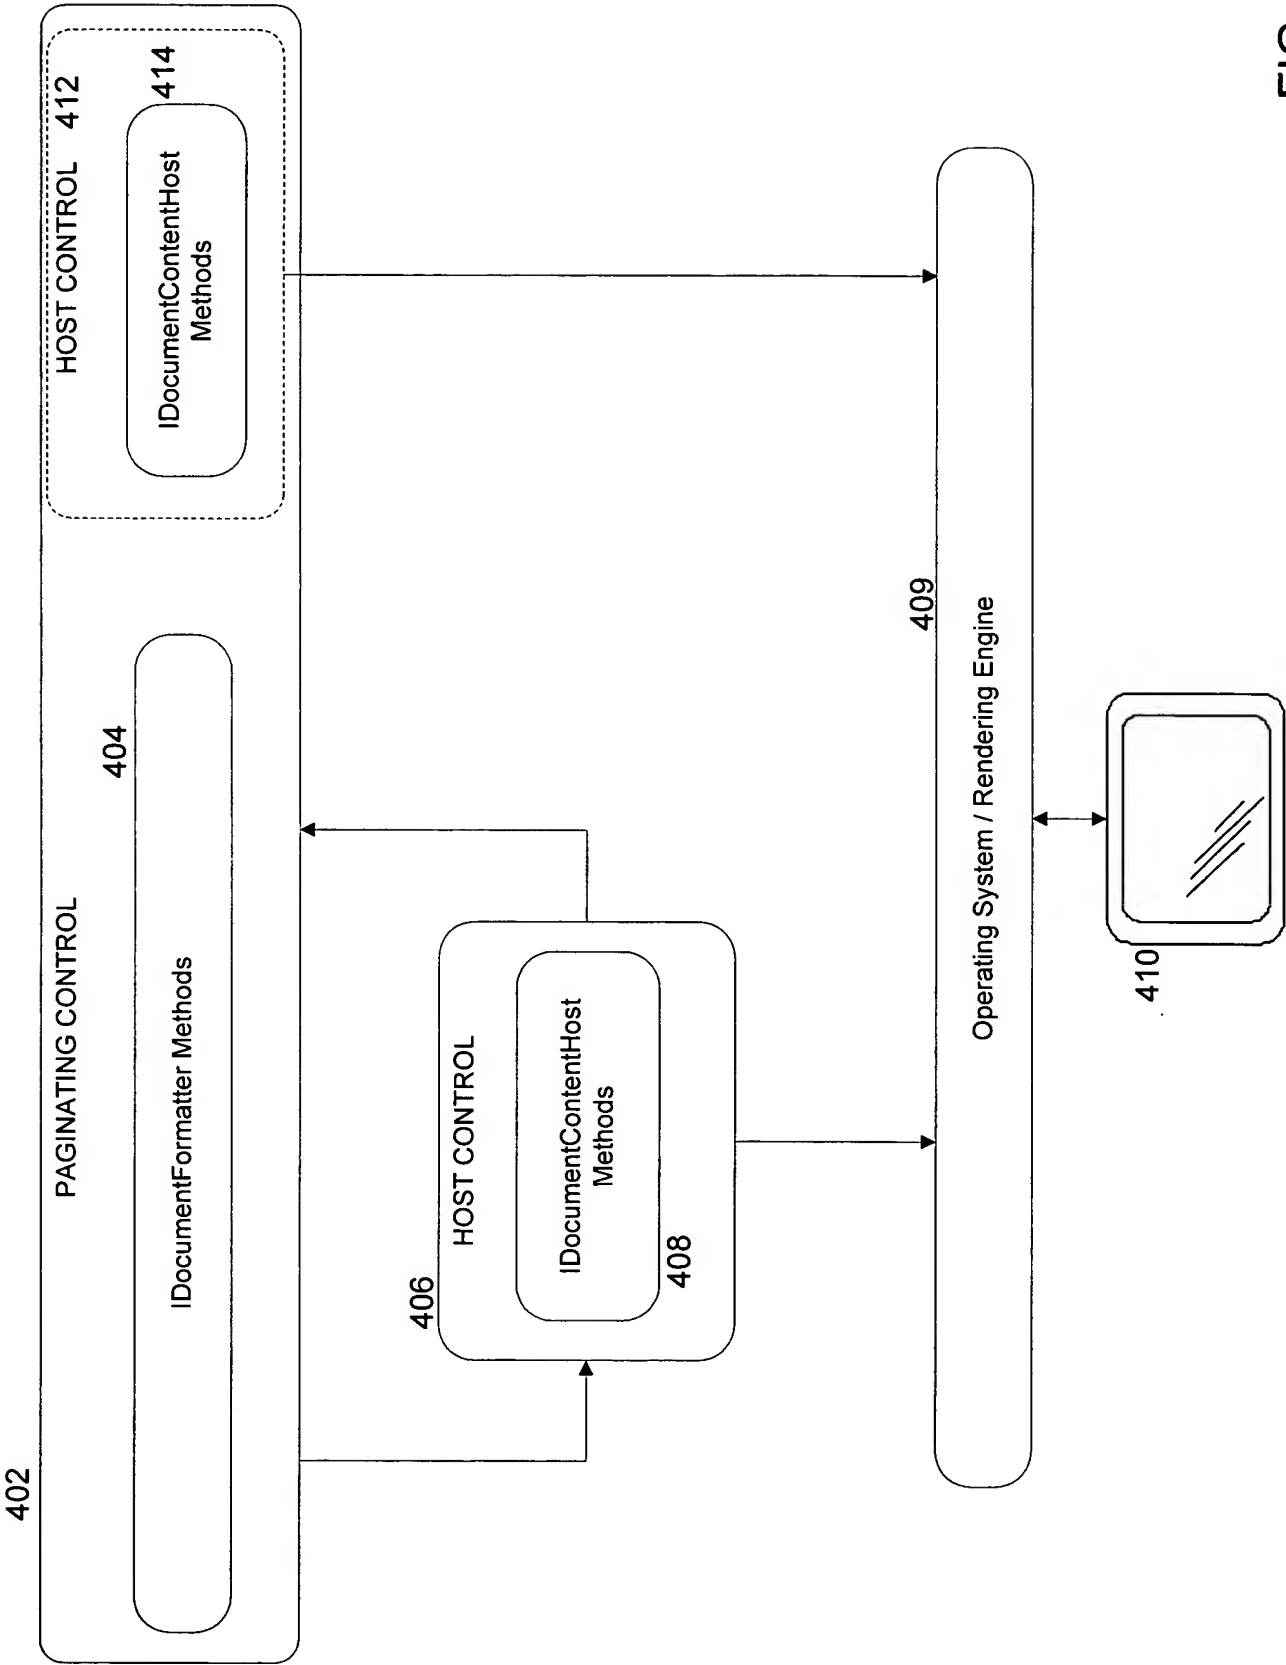 402
PAGINATING CONTROL
404
IDocumentFormatter Methods
HOST CONTROL 412
414
IDocumentContentHost
Methods
406
HOST CONTROL
IDocumentContentHost
Methods
408
409
Operating System / Rendering Engine
410